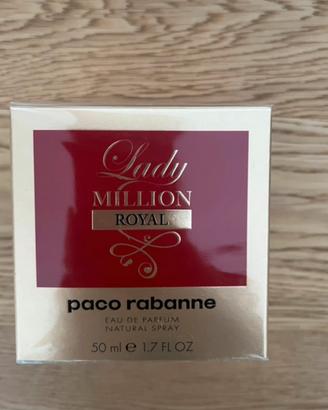 Lady
MILLION
ROYAL
paco rabanne
EAU DE PARFUM
NATURAL SPRAY
50 ml e 1.7 FL OZ